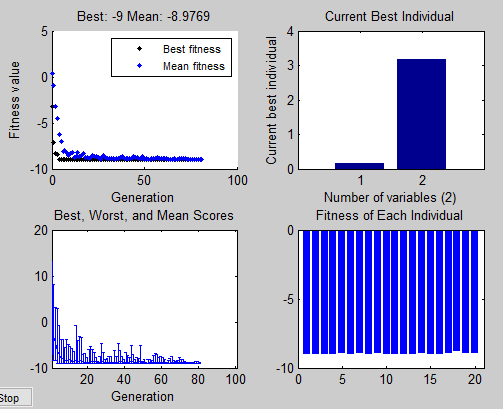 Best: -9 Mean: -8.9769
5
0
-5
-10
Fitness value
Best fitness
Mean fitness
0
50
100
Generation
Current Best Individual
4
3
2
1
0
Current best individual
1
2
Number of variables (2)
Best, Worst, and Mean Scores
20
10
0
-10
20
40
60
80
100
Generation
Fitness of Each Individual
0
-5
-10
0
5
10
15
20
Stop